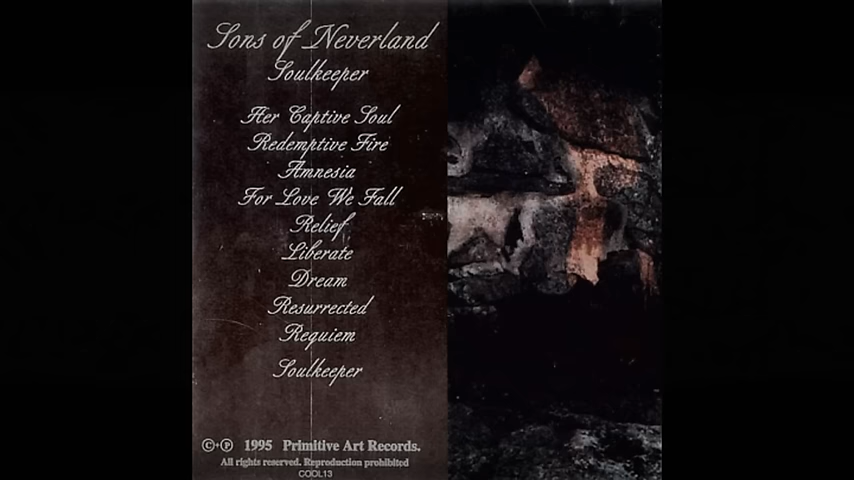 Sons of Neverland
Soulkeeper
Her Captive Soul
Redemptive Fire
Amnesia
For Love We Fall
Relief
Liberate
Dream
Resurrected
Requiem
Soulkeeper
©+℗ 1995 Primitive Art Records.
All rights reserved. Reproduction prohibited
COOL13